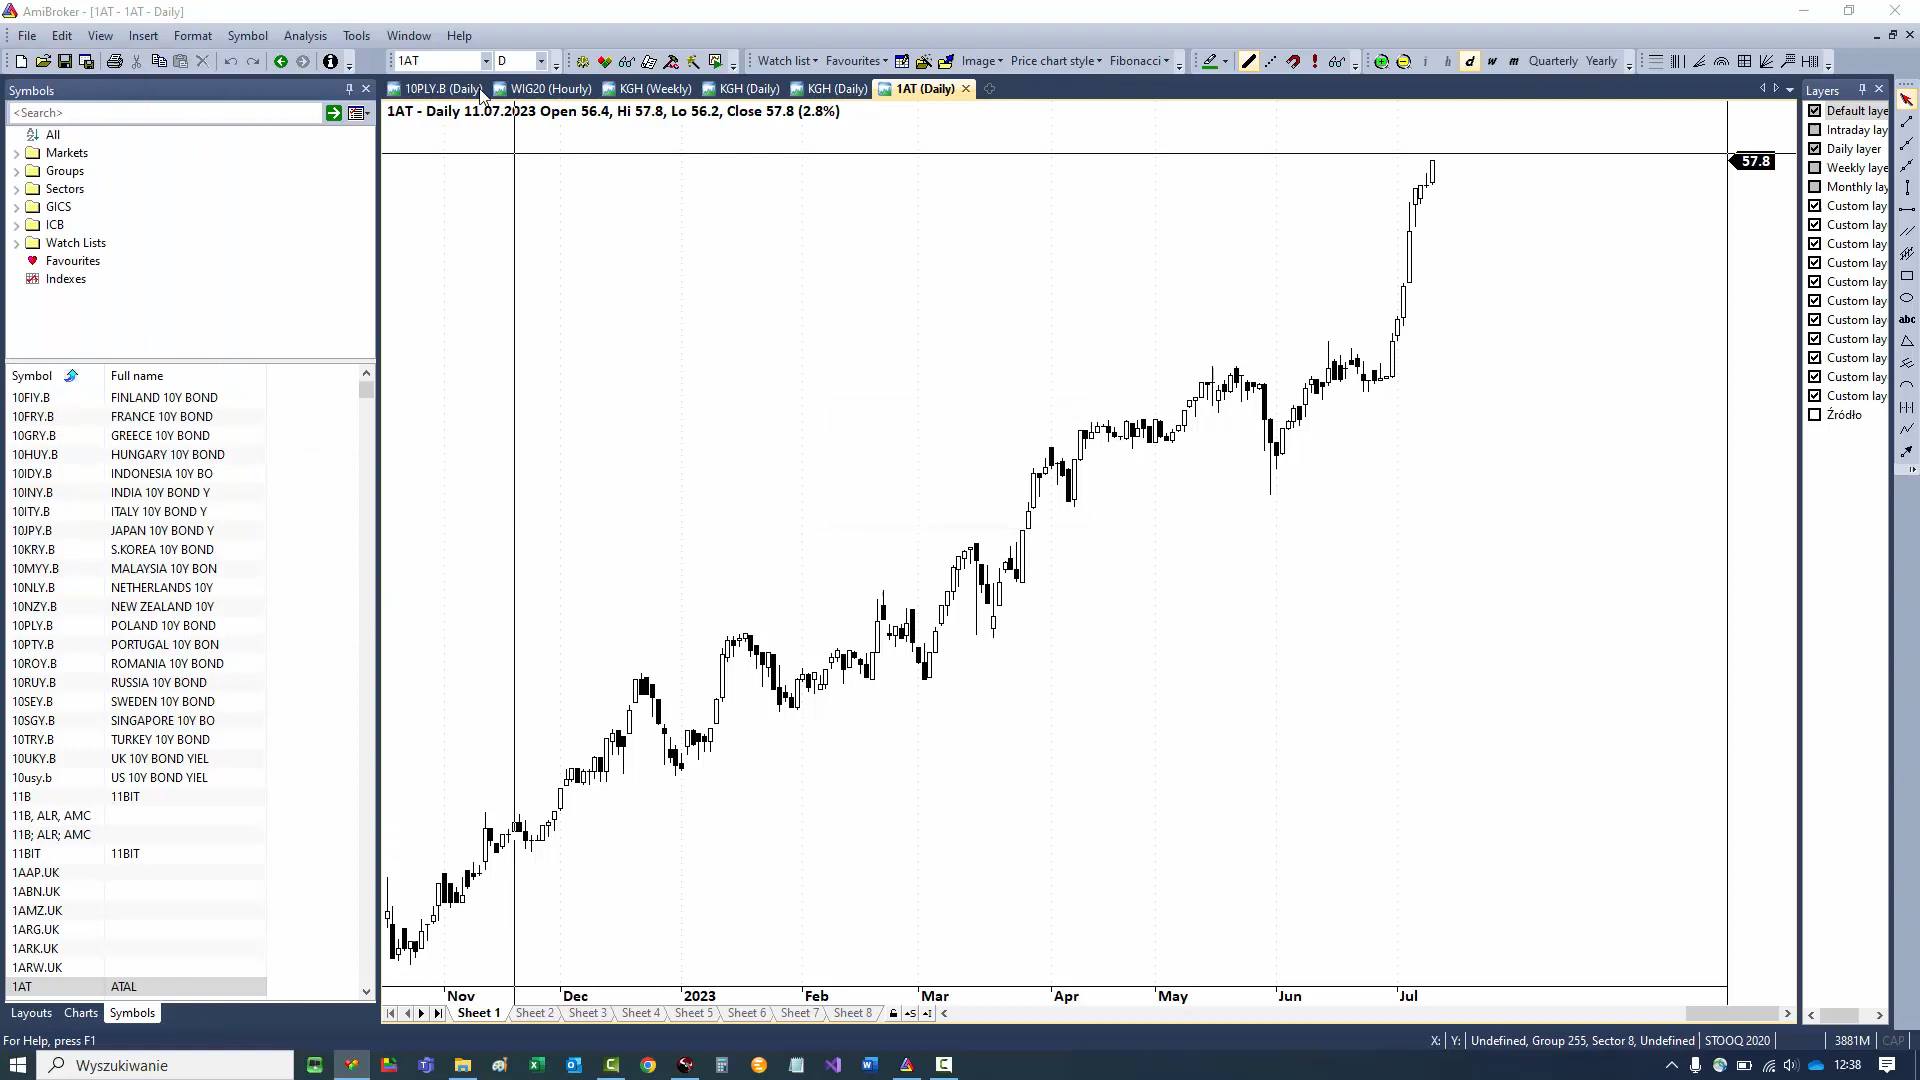 AmiBroker - [1AT - 1AT - Daily]
File Edit View Insert Format Symbol Analysis Tools Window Help
1AT D Watch list Favourites Image Price chart style Fibonacci i h d w m Quarterly Yearly
Symbols
10PLY.B (Daily) WIG20 (Hourly) KGH (Weekly) KGH (Daily) KGH (Daily) 1AT (Daily)
Layers
<Search>
1AT - Daily 11.07.2023 Open 56.4, Hi 57.8, Lo 56.2, Close 57.8 (2.8%)
57.8
All
Markets
Groups
Sectors
GICS
ICB
Watch Lists
Favourites
Indexes
Symbol Full name
10FIY.B FINLAND 10Y BOND
10FRY.B FRANCE 10Y BOND
10GRY.B GREECE 10Y BOND
10HUY.B HUNGARY 10Y BOND
10IDY.B INDONESIA 10Y BO
10INY.B INDIA 10Y BOND Y
10ITY.B ITALY 10Y BOND Y
10JPY.B JAPAN 10Y BOND Y
10KRY.B S.KOREA 10Y BOND
10MYY.B MALAYSIA 10Y BON
10NLY.B NETHERLANDS 10Y
10NZY.B NEW ZEALAND 10Y
10PLY.B POLAND 10Y BOND
10PTY.B PORTUGAL 10Y BON
10ROY.B ROMANIA 10Y BOND
10RUY.B RUSSIA 10Y BOND
10SEY.B SWEDEN 10Y BOND
10SGY.B SINGAPORE 10Y BO
10TRY.B TURKEY 10Y BOND
10UKY.B UK 10Y BOND YIEL
10usy.b US 10Y BOND YIEL
11B 11BIT
11B, ALR, AMC
11B; ALR; AMC
11BIT 11BIT
1AAP.UK
1ABN.UK
1AMZ.UK
1ARG.UK
1ARK.UK
1ARW.UK
1AT ATAL
Layouts Charts Symbols
Default laye
Intraday lay
Daily layer
Weekly laye
Monthly lay
Custom lay
Custom lay
Custom lay
Custom lay
Custom lay
Custom lay
Custom lay
Custom lay
Custom lay
Custom lay
Custom lay
Źródło
abc
Nov Dec 2023 Feb Mar Apr May Jun Jul
Sheet 1 Sheet 2 Sheet 3 Sheet 4 Sheet 5 Sheet 6 Sheet 7 Sheet 8
For Help, press F1
X: Y: Undefined, Group 255, Sector 8, Undefined STOOQ 2020 3881M CAP
Wyszukiwanie
12:38